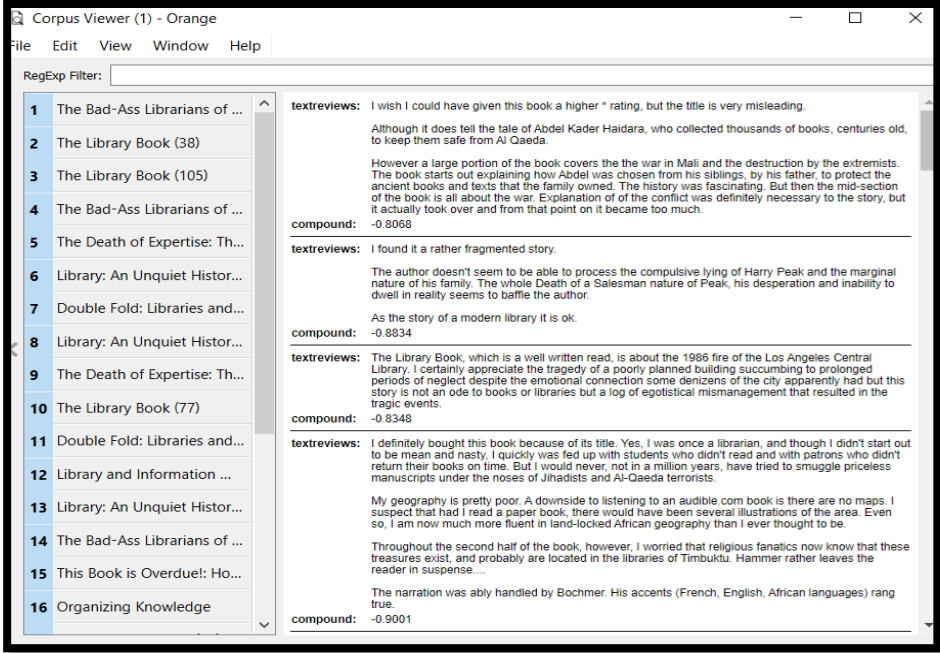 Corpus Viewer (1) - Orange
File Edit View Window Help
RegExp Filter:
1 The Bad-Ass Librarians of ...
2 The Library Book (38)
3 The Library Book (105)
4 The Bad-Ass Librarians of ...
5 The Death of Expertise: Th...
6 Library: An Unquiet Histor...
7 Double Fold: Libraries and...
8 Library: An Unquiet Histor...
9 The Death of Expertise: Th...
10 The Library Book (77)
11 Double Fold: Libraries and...
12 Library and Information ...
13 Library: An Unquiet Histor...
14 The Bad-Ass Librarians of ...
15 This Book is Overdue!: Ho...
16 Organizing Knowledge
textreviews: I wish I could have given this book a higher * rating, but the title is very misleading.
Although it does tell the tale of Abdel Kader Haidara, who collected thousands of books, centuries old,
to keep them safe from Al Qaeda.
However a large portion of the book covers the the war in Mali and the destruction by the extremists.
The book starts out explaining how Abdel was chosen from his siblings, by his father, to protect the
ancient books and texts that the family owned. The history was fascinating. But then the mid-section
of the book is all about the war. Explanation of of the conflict was definitely necessary to the story, but
it actually took over and from that point on it became too much.
compound: -0.8068
textreviews: I found it a rather fragmented story.
The author doesn't seem to be able to process the compulsive lying of Harry Peak and the marginal
nature of his family. The whole Death of a Salesman nature of Peak, his desperation and inability to
dwell in reality seems to baffle the author.
As the story of a modern library it is ok.
compound: -0.8834
textreviews: The Library Book, which is a well written read, is about the 1986 fire of the Los Angeles Central
Library. I certainly appreciate the tragedy of a poorly planned building succumbing to prolonged
periods of neglect despite the emotional connection some denizens of the city apparently had but this
story is not an ode to books or libraries but a log of egotistical mismanagement that resulted in the
tragic events.
compound: -0.8348
textreviews: I definitely bought this book because of its title. Yes, I was once a librarian, and though I didn't start out
to be mean and nasty, I quickly was fed up with students who didn't read and with patrons who didn't
return their books on time. But I would never, not in a million years, have tried to smuggle priceless
manuscripts under the noses of Jihadists and Al-Qaeda terrorists.
My geography is pretty poor. A downside to listening to an audible.com book is there are no maps. I
suspect that had I read a paper book, there would have been several illustrations of the area. Even
so, I am now much more fluent in land-locked African geography than I ever thought to be.
Throughout the second half of the book, however, I worried that religious fanatics now know that these
treasures exist, and probably are located in the libraries of Timbuktu. Hammer rather leaves the
reader in suspense....
The narration was ably handled by Bochmer. His accents (French, English, African languages) rang
true.
compound: -0.9001